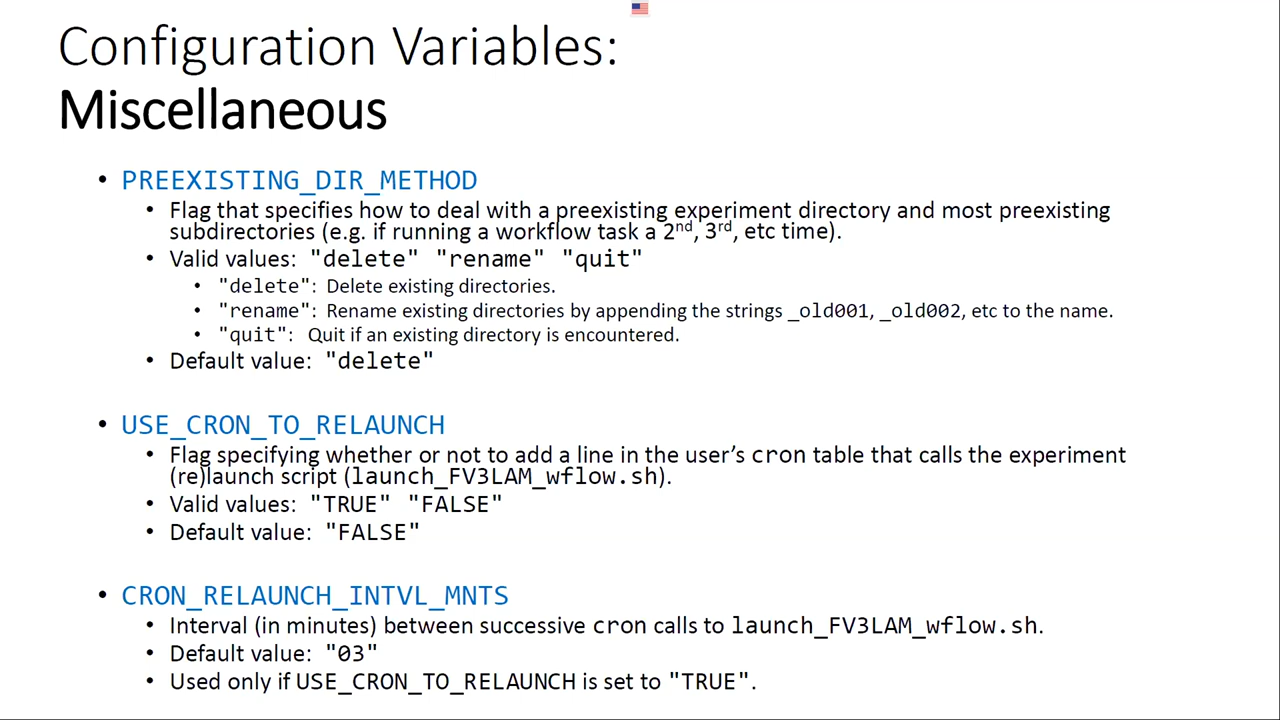 Configuration Variables:
Miscellaneous
• PREEXISTING_DIR_METHOD
• Flag that specifies how to deal with a preexisting experiment directory and most preexisting
subdirectories (e.g. if running a workflow task a 2nd, 3rd, etc time).
• Valid values: "delete" "rename" "quit"
• "delete": Delete existing directories.
• "rename": Rename existing directories by appending the strings _old001, _old002, etc to the name.
• "quit": Quit if an existing directory is encountered.
• Default value: "delete"
• USE_CRON_TO_RELAUNCH
• Flag specifying whether or not to add a line in the user’s cron table that calls the experiment
(re)launch script (launch_FV3LAM_wflow.sh).
• Valid values: "TRUE" "FALSE"
• Default value: "FALSE"
• CRON_RELAUNCH_INTVL_MNTS
• Interval (in minutes) between successive cron calls to launch_FV3LAM_wflow.sh.
• Default value: "03"
• Used only if USE_CRON_TO_RELAUNCH is set to "TRUE".